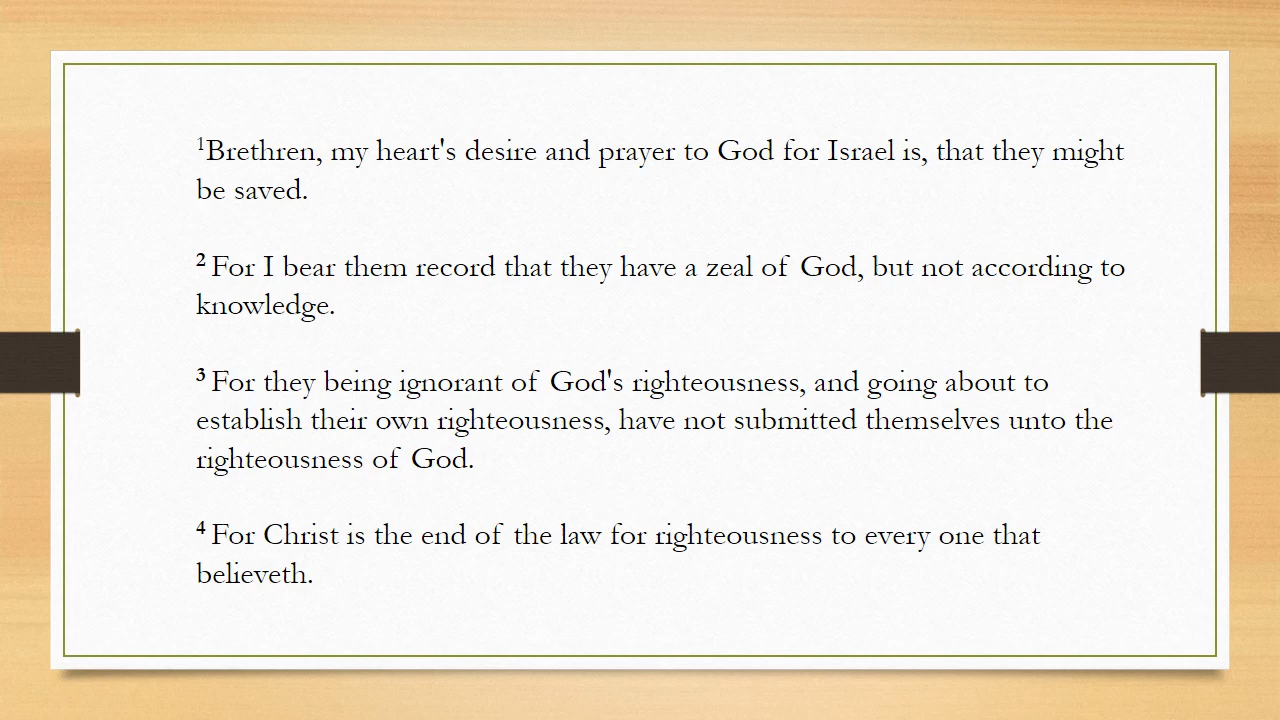 ¹Brethren, my heart's desire and prayer to God for Israel is, that they might
be saved.
² For I bear them record that they have a zeal of God, but not according to
knowledge.
³ For they being ignorant of God's righteousness, and going about to
establish their own righteousness, have not submitted themselves unto the
righteousness of God.
⁴ For Christ is the end of the law for righteousness to every one that
believeth.